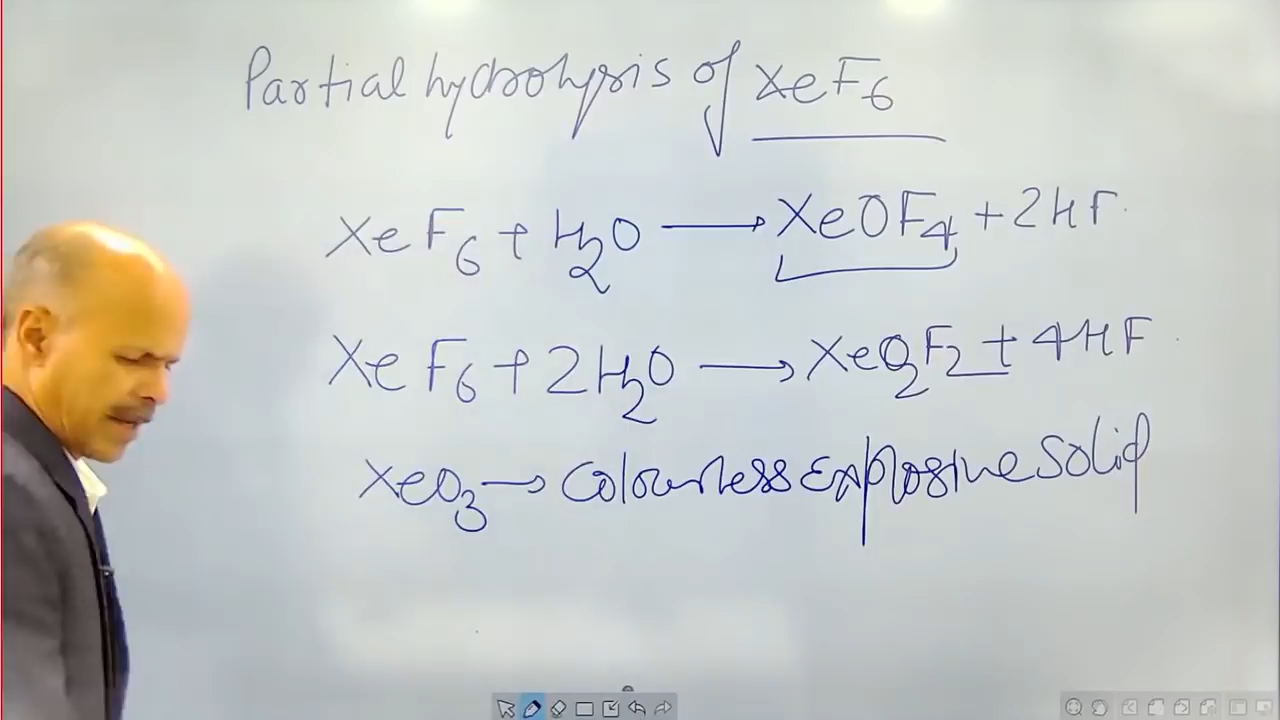 Partial hydrolysis of XeF6
XeF6 + H2O → XeOF4 + 2HF
XeF6 + 2H2O → XeO2F2 + 4HF
XeO3 → Colourless Explosive Solid